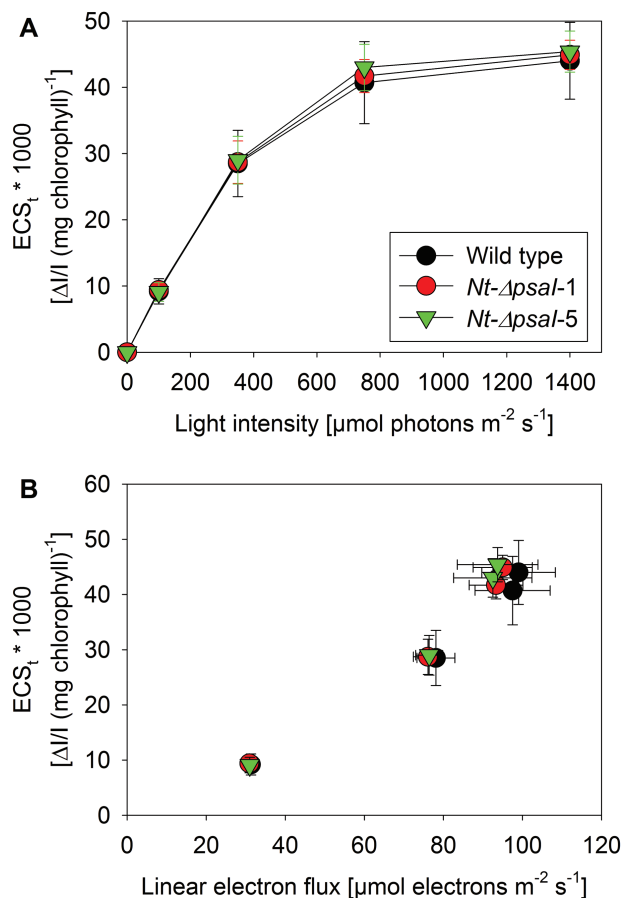 A
ECSt * 1000
[ΔI/I (mg chlorophyll)⁻¹]
50
40
30
20
10
0
Wild type
Nt-ΔpsaI-1
Nt-ΔpsaI-5
0 200 400 600 800 1000 1200 1400
Light intensity [µmol photons m⁻² s⁻¹]
B
ECSt * 1000
[ΔI/I (mg chlorophyll)⁻¹]
60
50
40
30
20
10
0
0 20 40 60 80 100 120
Linear electron flux [µmol electrons m⁻² s⁻¹]